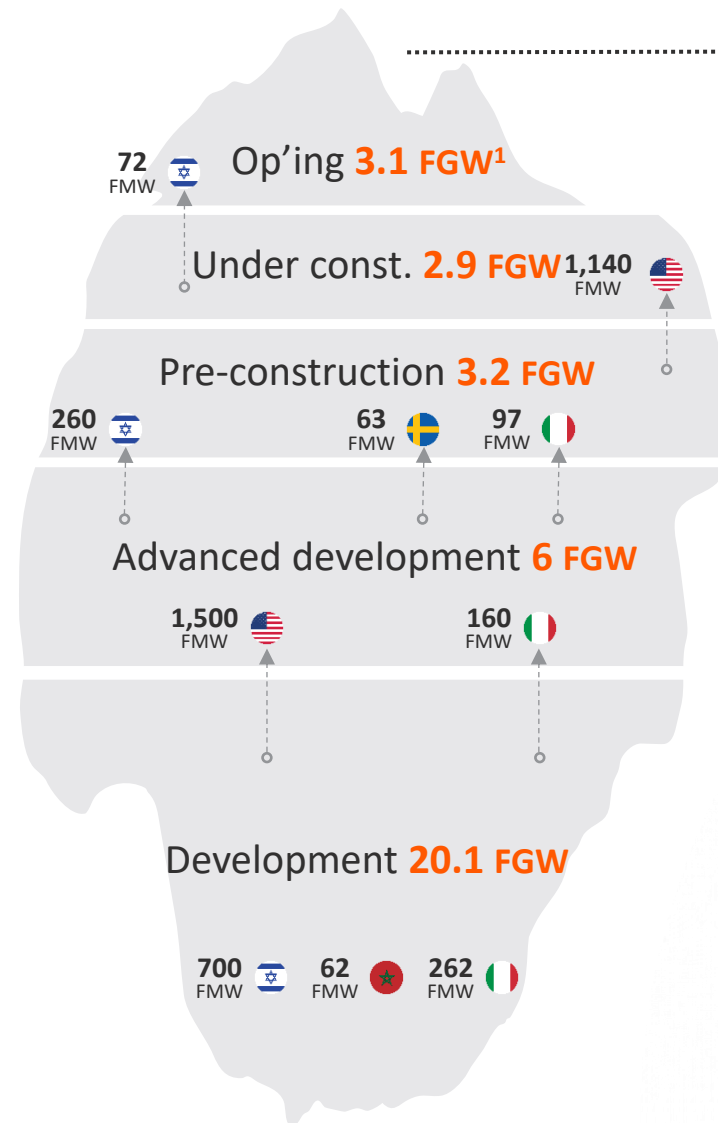 Op’ing 3.1 FGW¹
72
FMW
Under const. 2.9 FGW
1,140
FMW
Pre-construction 3.2 FGW
260
FMW
63
FMW
97
FMW
Advanced development 6 FGW
1,500
FMW
160
FMW
Development 20.1 FGW
700
FMW
62
FMW
262
FMW